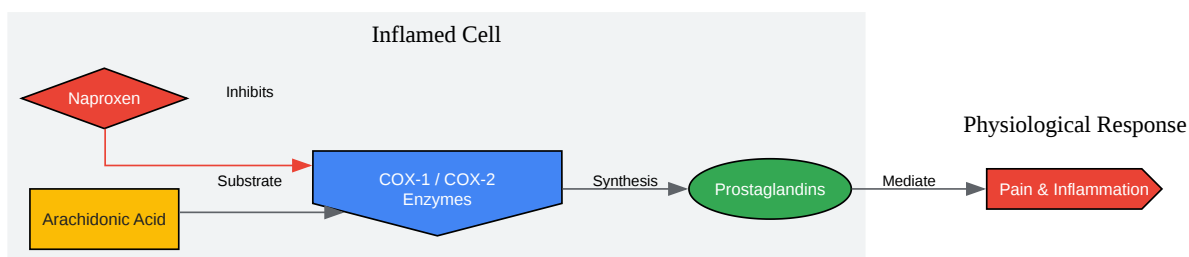 Inflamed Cell
Naproxen
Inhibits
Physiological Response
Substrate
COX-1 / COX-2
Enzymes
Synthesis
Prostaglandins
Mediate
Pain & Inflammation
Arachidonic Acid